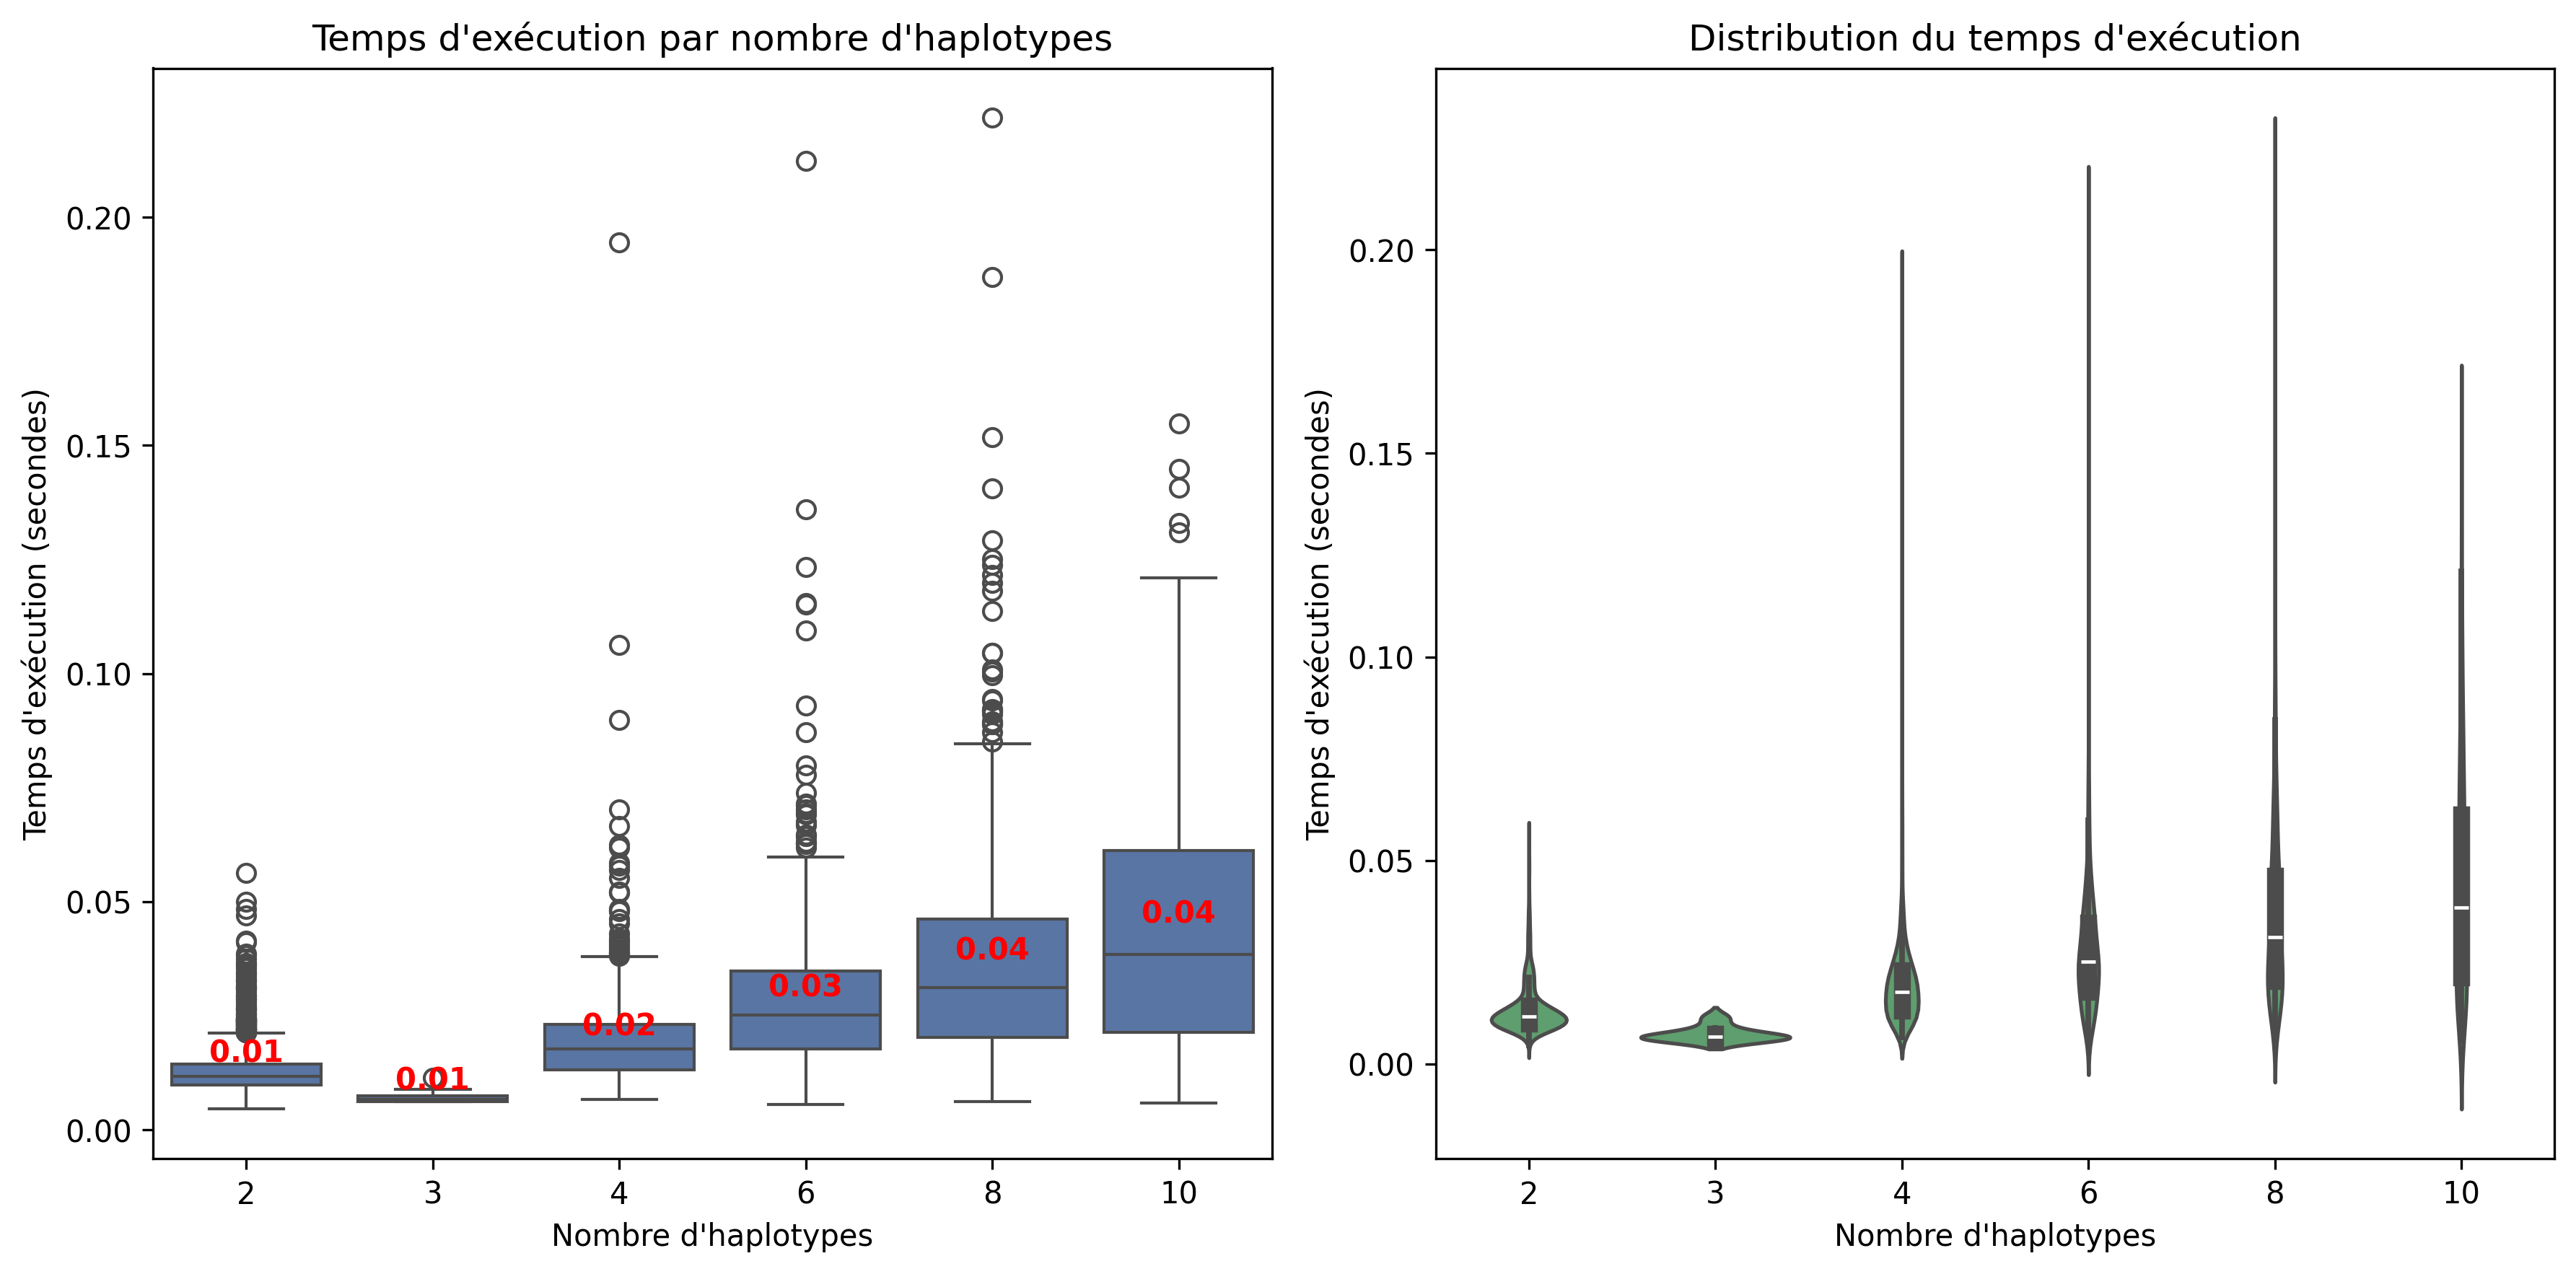 Temps d'exécution par nombre d'haplotypes
Temps d'exécution (secondes)
0.20
0.15
0.10
0.05
0.00
0.01
0.01
0.02
0.03
0.04
0.04
2 3 4 6 8 10
Nombre d'haplotypes
Distribution du temps d'exécution
Temps d'exécution (secondes)
0.20
0.15
0.10
0.05
0.00
2 3 4 6 8 10
Nombre d'haplotypes